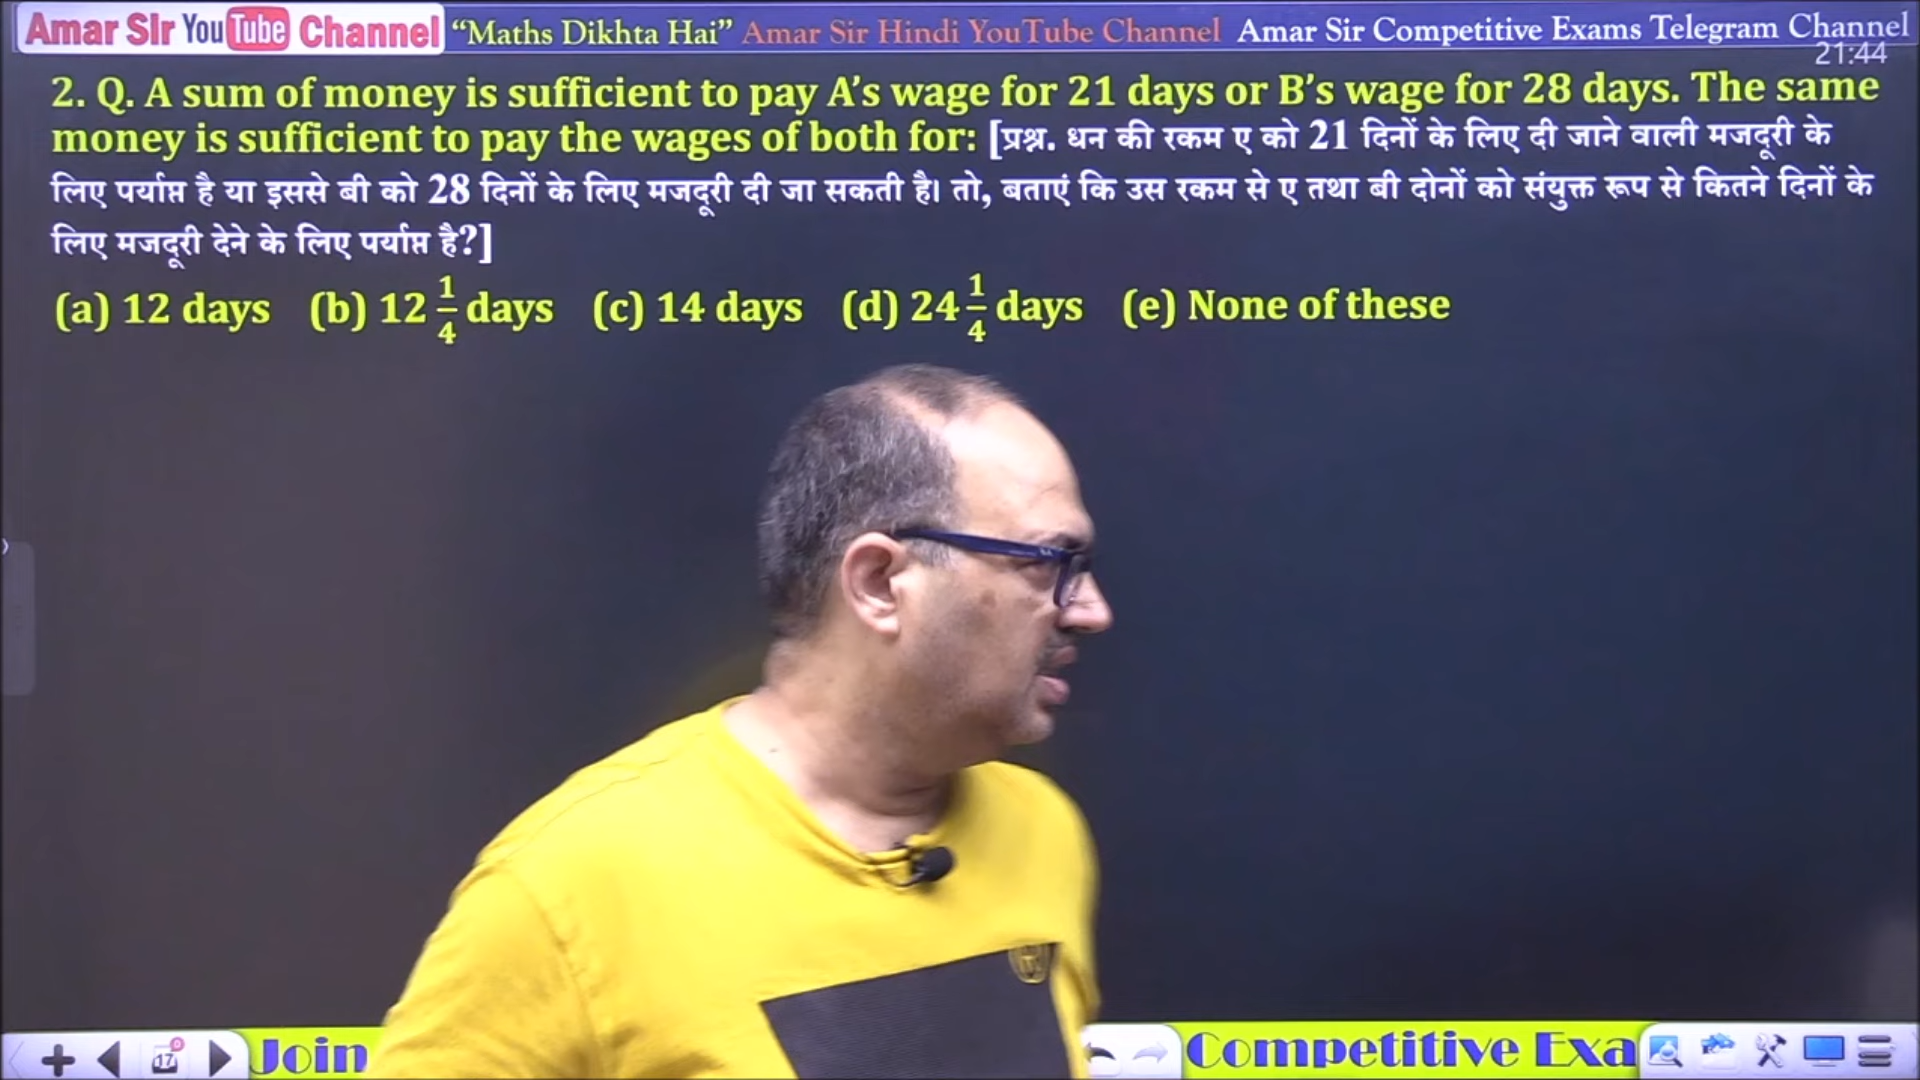 Amar Sir YouTube Channel "Maths Dikhta Hai" Amar Sir Hindi YouTube Channel Amar Sir Competitive Exams Telegram Channel
21:44
2. Q. A sum of money is sufficient to pay A's wage for 21 days or B's wage for 28 days. The same
money is sufficient to pay the wages of both for: [प्रश्न. धन की रकम ए को 21 दिनों के लिए दी जाने वाली मजदूरी के
लिए पर्याप्त है या इससे बी को 28 दिनों के लिए मजदूरी दी जा सकती है। तो, बताएं कि उस रकम से ए तथा बी दोनों को संयुक्त रूप से कितने दिनों के
लिए मजदूरी देने के लिए पर्याप्त है?]
(a) 12 days (b) 12 1/4 days (c) 14 days (d) 24 1/4 days (e) None of these
17 0 Join Competitive Exa